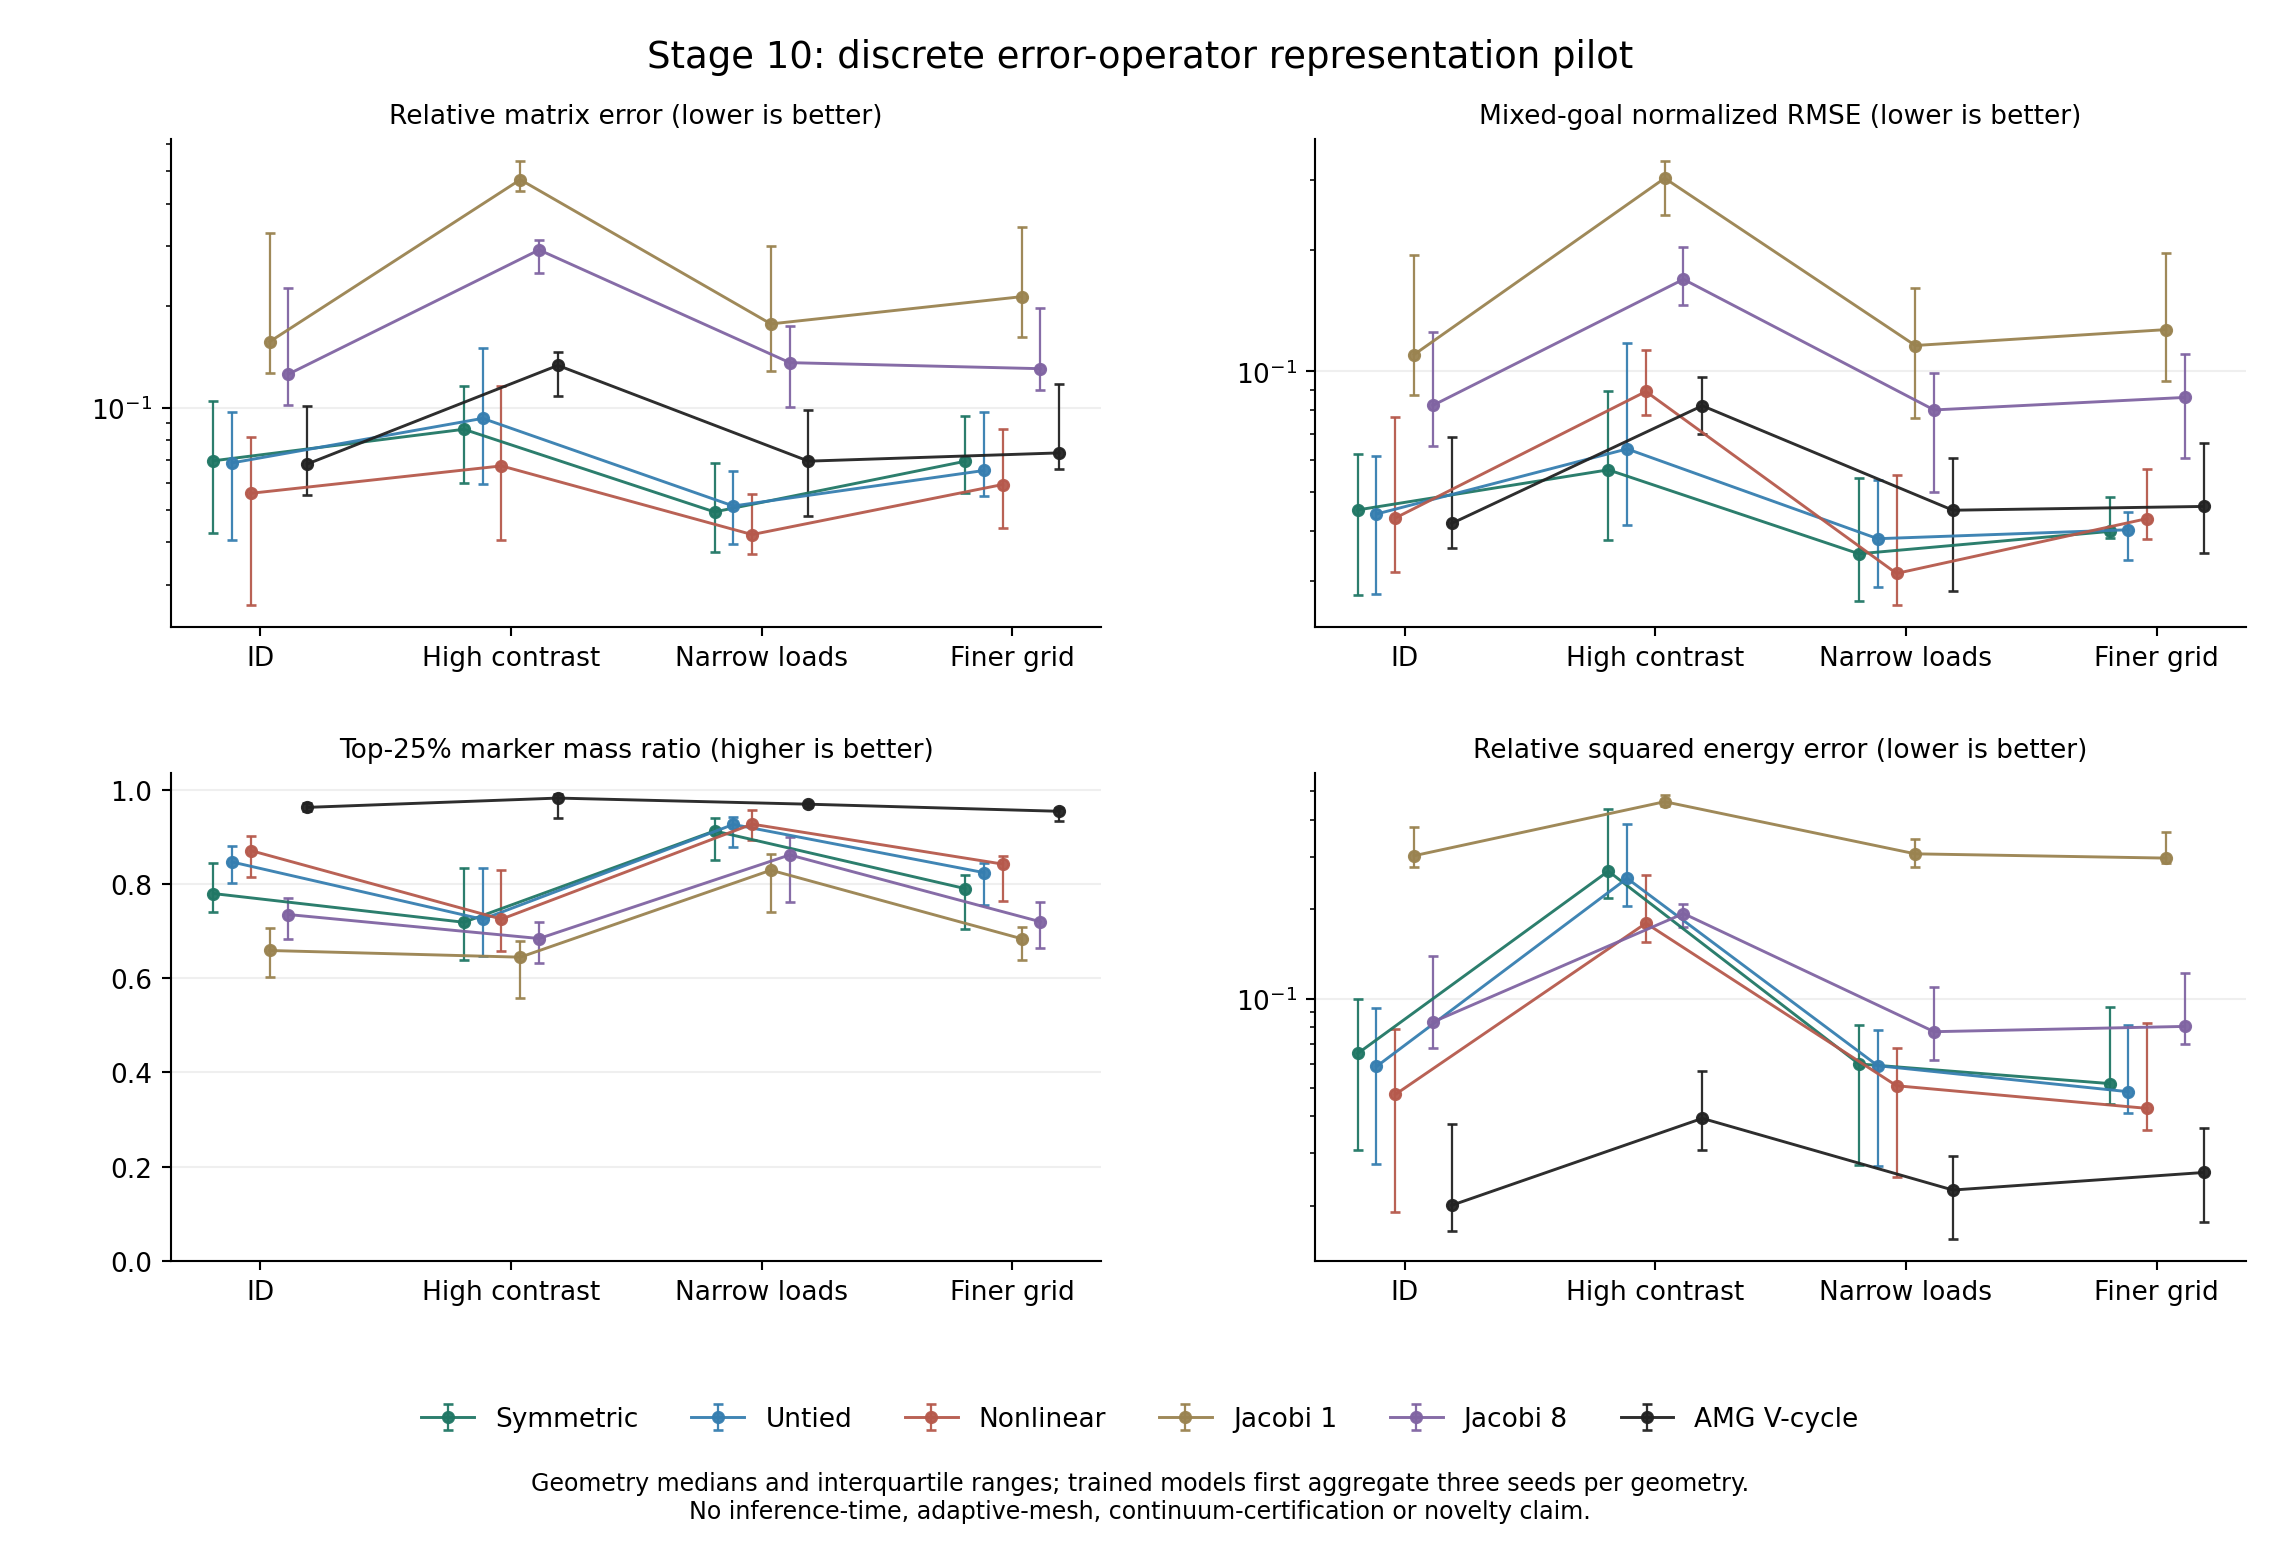 Stage 10: discrete error-operator representation pilot
Relative matrix error (lower is better)
10⁻¹
ID High contrast Narrow loads Finer grid
Mixed-goal normalized RMSE (lower is better)
10⁻¹
ID High contrast Narrow loads Finer grid
Top-25% marker mass ratio (higher is better)
1.0
0.8
0.6
0.4
0.2
0.0
ID High contrast Narrow loads Finer grid
Relative squared energy error (lower is better)
10⁻¹
ID High contrast Narrow loads Finer grid
Symmetric Untied Nonlinear Jacobi 1 Jacobi 8 AMG V-cycle
Geometry medians and interquartile ranges; trained models first aggregate three seeds per geometry.
No inference-time, adaptive-mesh, continuum-certification or novelty claim.